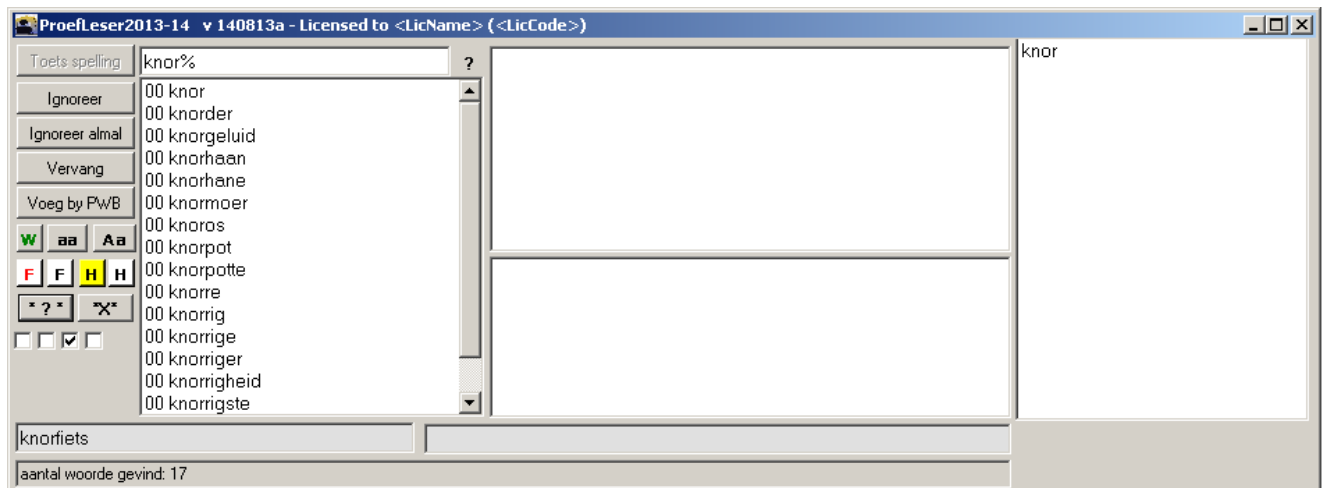 ProefLeser2013-14 v 140813a - Licensed to <LicName> (<LicCode>)
Toets spelling
knor%
?
knor
Ignoreer
Ignoreer almal
Vervang
Voeg by PWB
W aa Aa
F F H H
*?* *X*
00 knor
00 knorder
00 knorgeluid
00 knorhaan
00 knorhane
00 knormoer
00 knoros
00 knorpot
00 knorpotte
00 knorre
00 knorrig
00 knorrige
00 knorriger
00 knorrigheid
00 knorrigste
knorfiets
aantal woorde gevind: 17